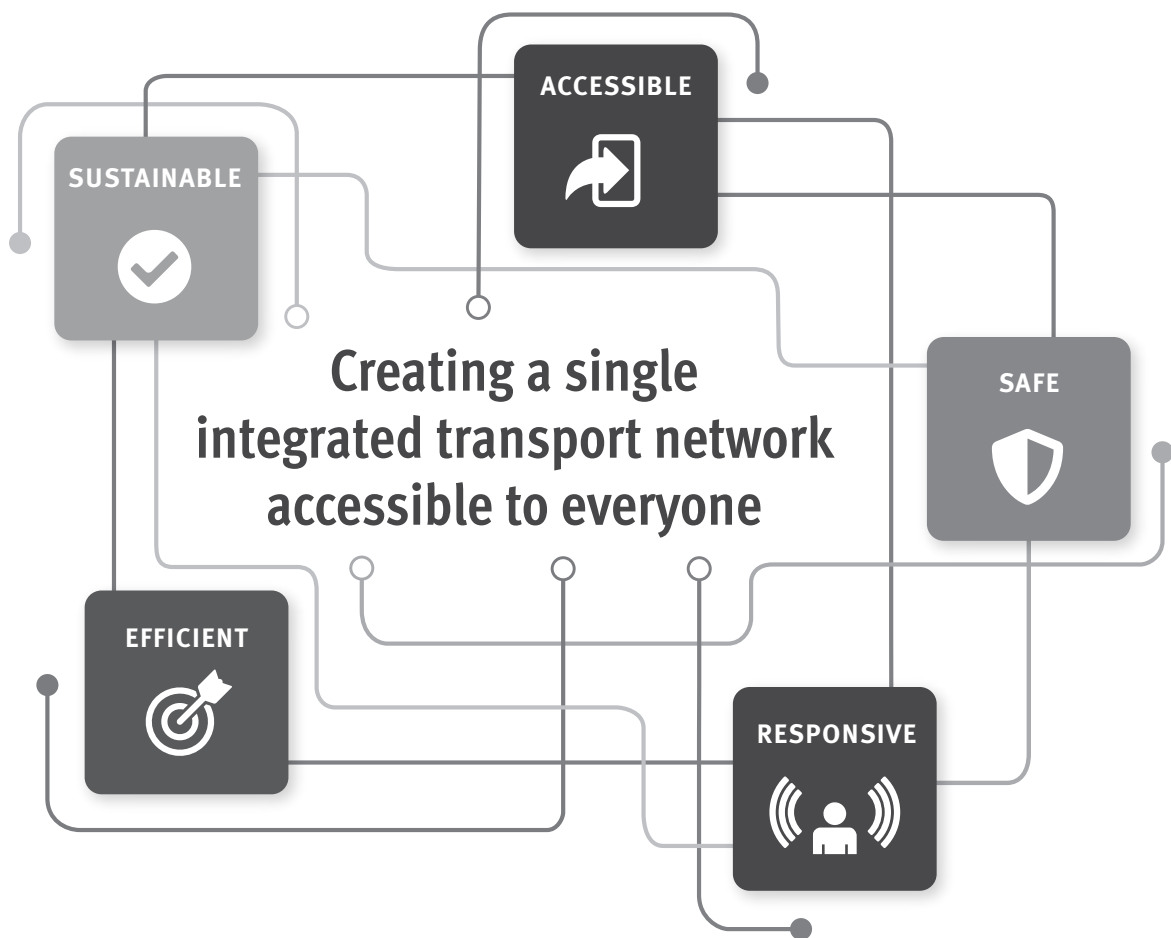 ACCESSIBLE
SUSTAINABLE
Creating a single
integrated transport network
accessible to everyone
SAFE
EFFICIENT
RESPONSIVE